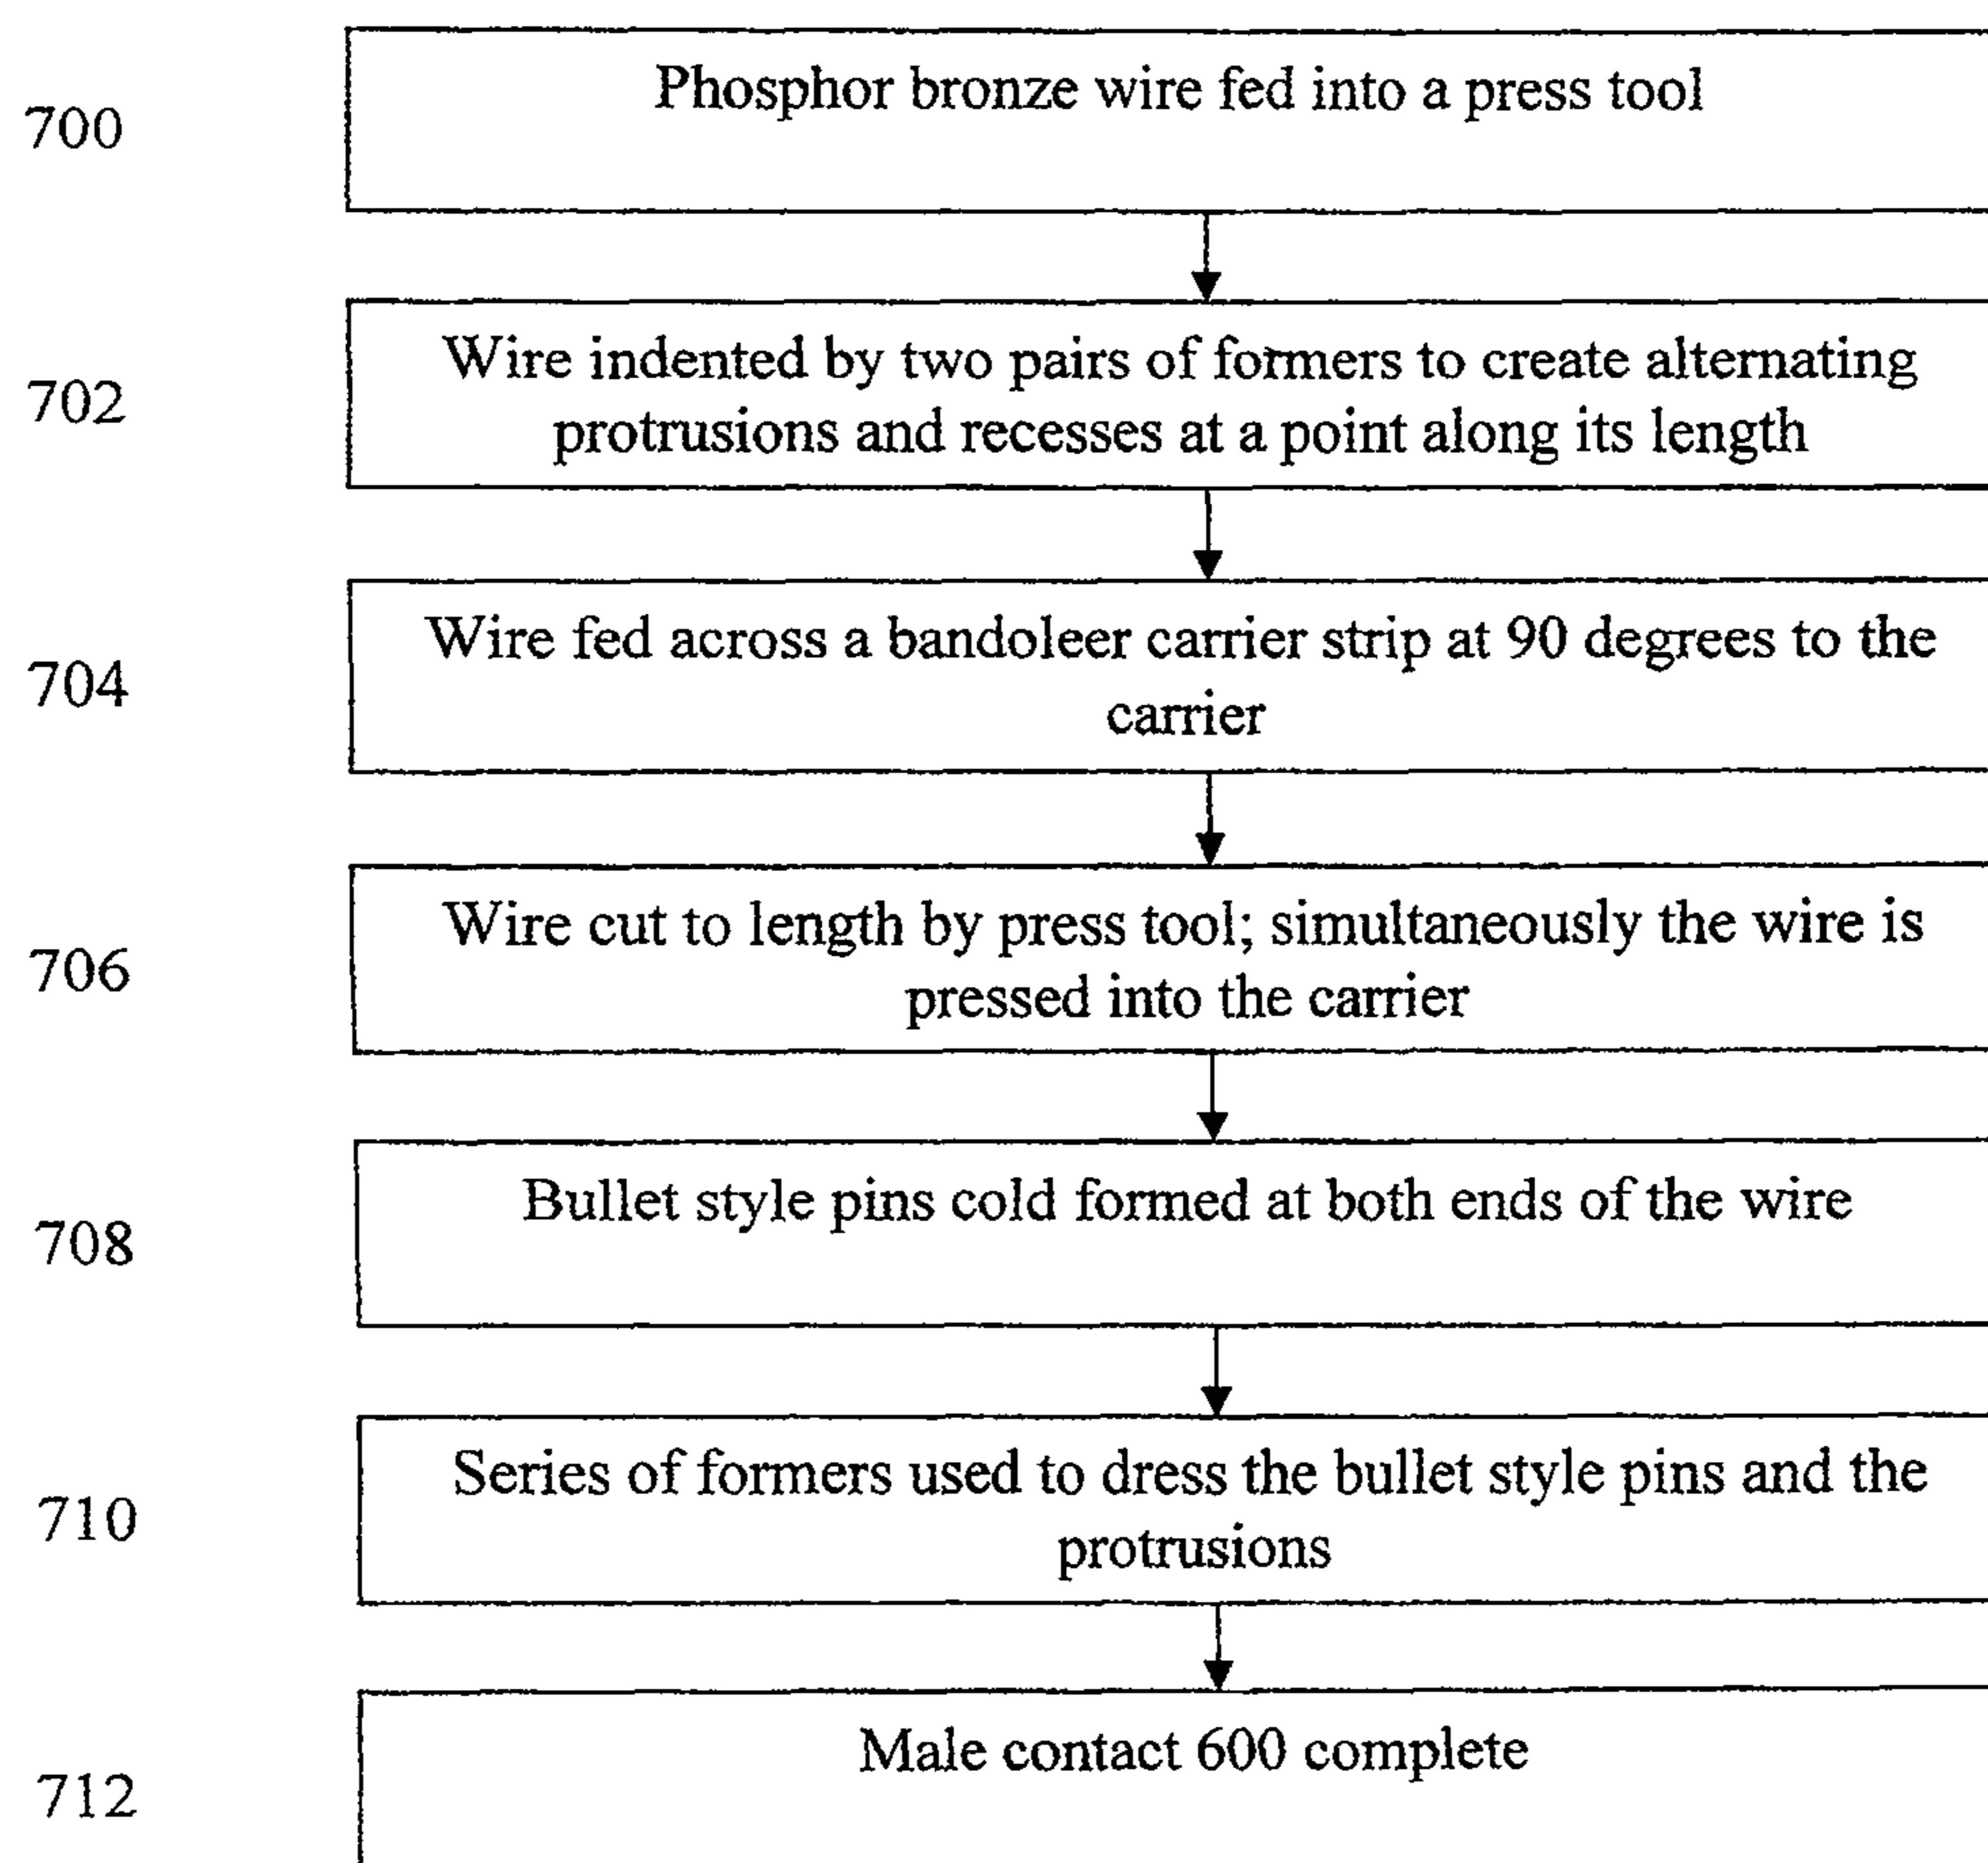 700
Phosphor bronze wire fed into a press tool
702
Wire indented by two pairs of formers to create alternating
protrusions and recesses at a point along its length
704
Wire fed across a bandoleer carrier strip at 90 degrees to the
carrier
706
Wire cut to length by press tool; simultaneously the wire is
pressed into the carrier
708
Bullet style pins cold formed at both ends of the wire
710
Series of formers used to dress the bullet style pins and the
protrusions
712
Male contact 600 complete